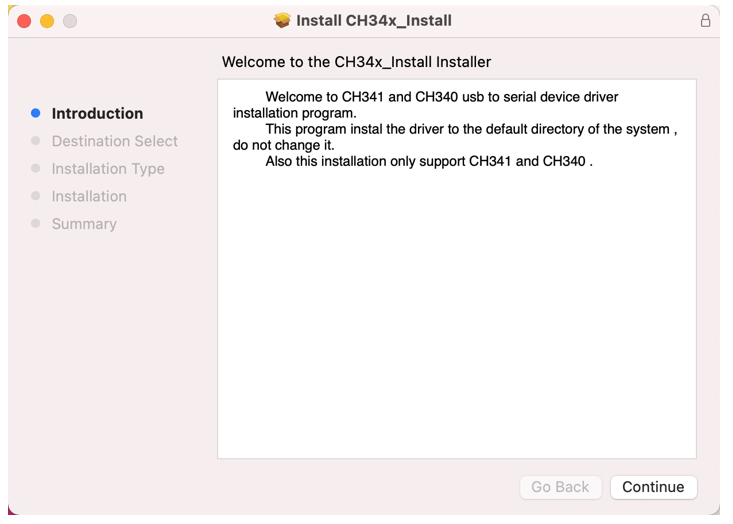 Install CH34x_Install
Welcome to the CH34x_Install Installer
Introduction
Destination Select
Installation Type
Installation
Summary
Welcome to CH341 and CH340 usb to serial device driver
installation program.
This program instal the driver to the default directory of the system ,
do not change it.
Also this installation only support CH341 and CH340 .
Go Back
Continue